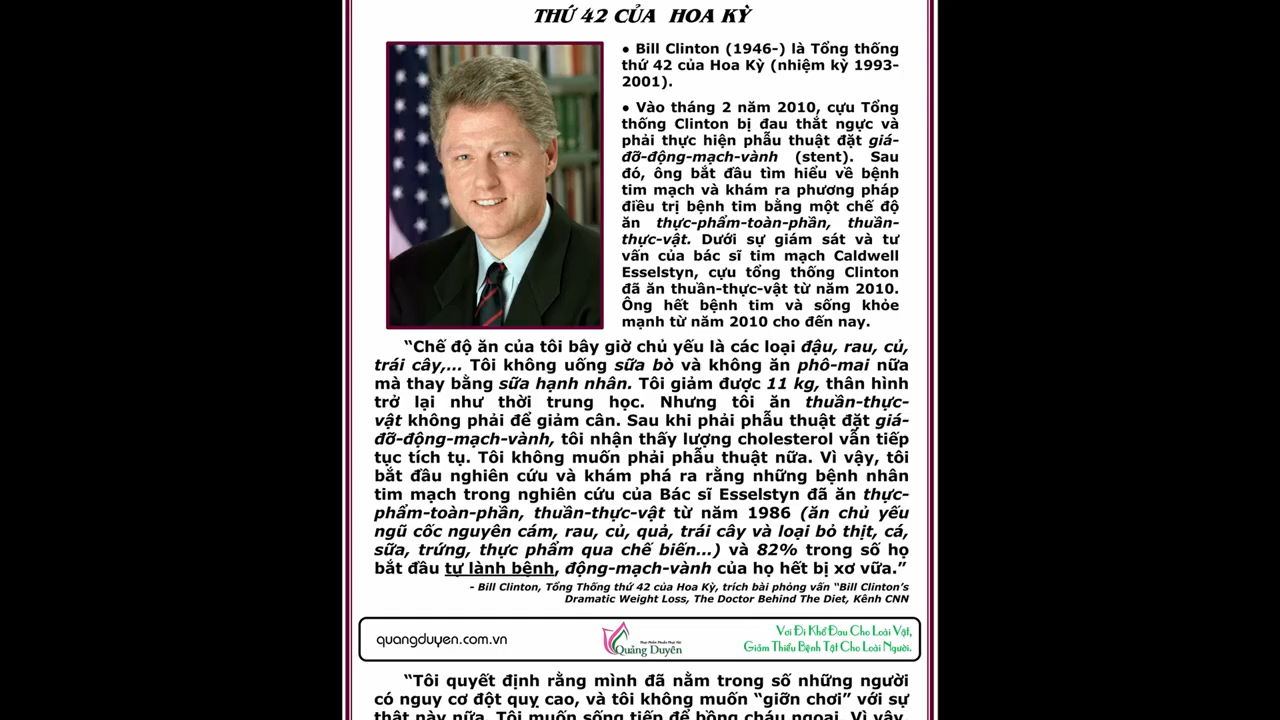 THỨ 42 CỦA HOA KỲ
● Bill Clinton (1946-) là Tổng thống
thứ 42 của Hoa Kỳ (nhiệm kỳ 1993-
2001).
● Vào tháng 2 năm 2010, cựu Tổng
thống Clinton bị đau thắt ngực và
phải thực hiện phẫu thuật đặt giá-
đỡ-động-mạch-vành (stent). Sau
đó, ông bắt đầu tìm hiểu về bệnh
tim mạch và khám ra phương pháp
điều trị bệnh tim bằng một chế độ
ăn thực-phẩm-toàn-phần, thuần-
thực-vật. Dưới sự giám sát và tư
vấn của bác sĩ tim mạch Caldwell
Esselstyn, cựu tổng thống Clinton
đã ăn thuần-thực-vật từ năm 2010.
Ông hết bệnh tim và sống khỏe
mạnh từ năm 2010 cho đến nay.
“Chế độ ăn của tôi bây giờ chủ yếu là các loại đậu, rau, củ,
trái cây,... Tôi không uống sữa bò và không ăn phô-mai nữa
mà thay bằng sữa hạnh nhân. Tôi giảm được 11 kg, thân hình
trở lại như thời trung học. Nhưng tôi ăn thuần-thực-
vật không phải để giảm cân. Sau khi phải phẫu thuật đặt giá-
đỡ-động-mạch-vành, tôi nhận thấy lượng cholesterol vẫn tiếp
tục tích tụ. Tôi không muốn phải phẫu thuật nữa. Vì vậy, tôi
bắt đầu nghiên cứu và khám phá ra rằng những bệnh nhân
tim mạch trong nghiên cứu của Bác sĩ Esselstyn đã ăn thực-
phẩm-toàn-phần, thuần-thực-vật từ năm 1986 (ăn chủ yếu
ngũ cốc nguyên cám, rau, củ, quả, trái cây và loại bỏ thịt, cá,
sữa, trứng, thực phẩm qua chế biến...) và 82% trong số họ
bắt đầu tự lành bệnh, động-mạch-vành của họ hết bị xơ vữa.”
- Bill Clinton, Tổng Thống thứ 42 của Hoa Kỳ, trích bài phỏng vấn “Bill Clinton’s
Dramatic Weight Loss, The Doctor Behind The Diet, Kênh CNN
quangduyen.com.vn
Quảng Duyên
Vơi Đi Khổ Đau Cho Loài Vật,
Giảm Thiểu Bệnh Tật Cho Loài Người.
“Tôi quyết định rằng mình đã nằm trong số những người
có nguy cơ đột quỵ cao, và tôi không muốn “giỡn chơi” với sự
thật này nữa. Tôi muốn sống tiếp để bồng cháu ngoại. Vì vậy,